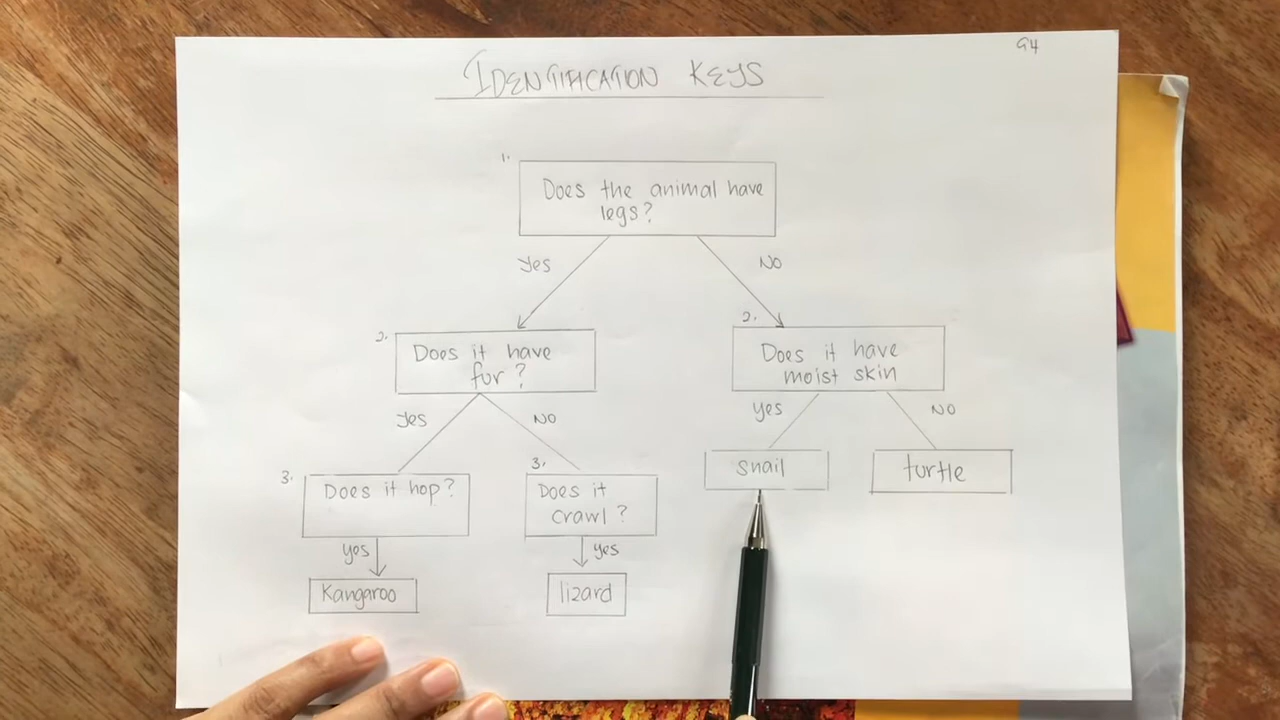 G4
IDENTIFICATION KEYS
1.
Does the animal have
legs?
Yes
NO
2.
Does it have
fur?
2.
Does it have
moist skin
Yes
NO
yes
NO
3.
Does it hop?
3.
Does it
crawl?
snail
turtle
yes
yes
Kangaroo
lizard